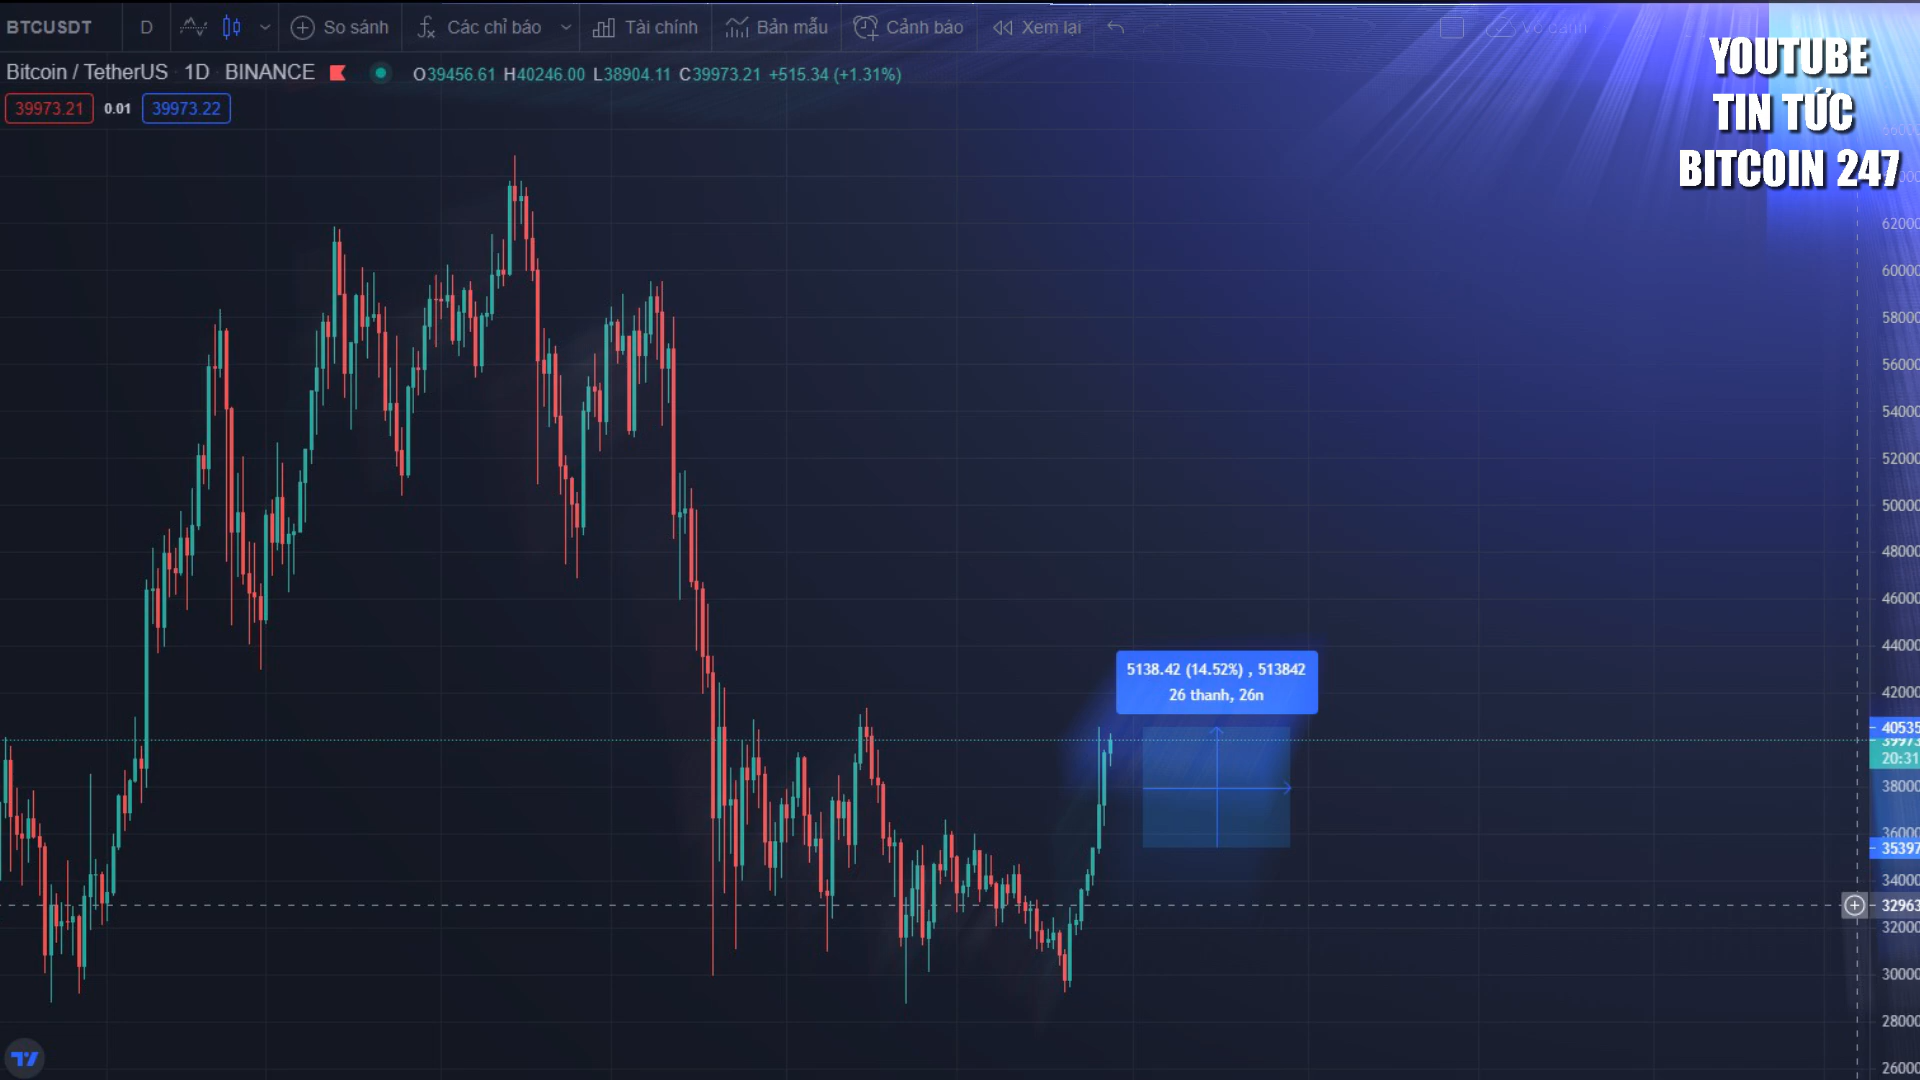 BTCUSDT D So sánh Các chỉ báo Tài chính Bản mẫu Cảnh báo Xem lại
Bitcoin / TetherUS 1D BINANCE O39456.61 H40246.00 L38904.11 C39973.21 +515.34 (+1.31%)
39973.21 0.01 39973.22
YOUTUBE
TIN TỨC
BITCOIN 247
62000
60000
58000
56000
54000
52000
50000
48000
46000
44000
5138.42 (14.52%) , 513842
26 thanh, 26n
42000
40535
39973
20:31
38000
36000
35397
34000
32963
32000
30000
28000
26000